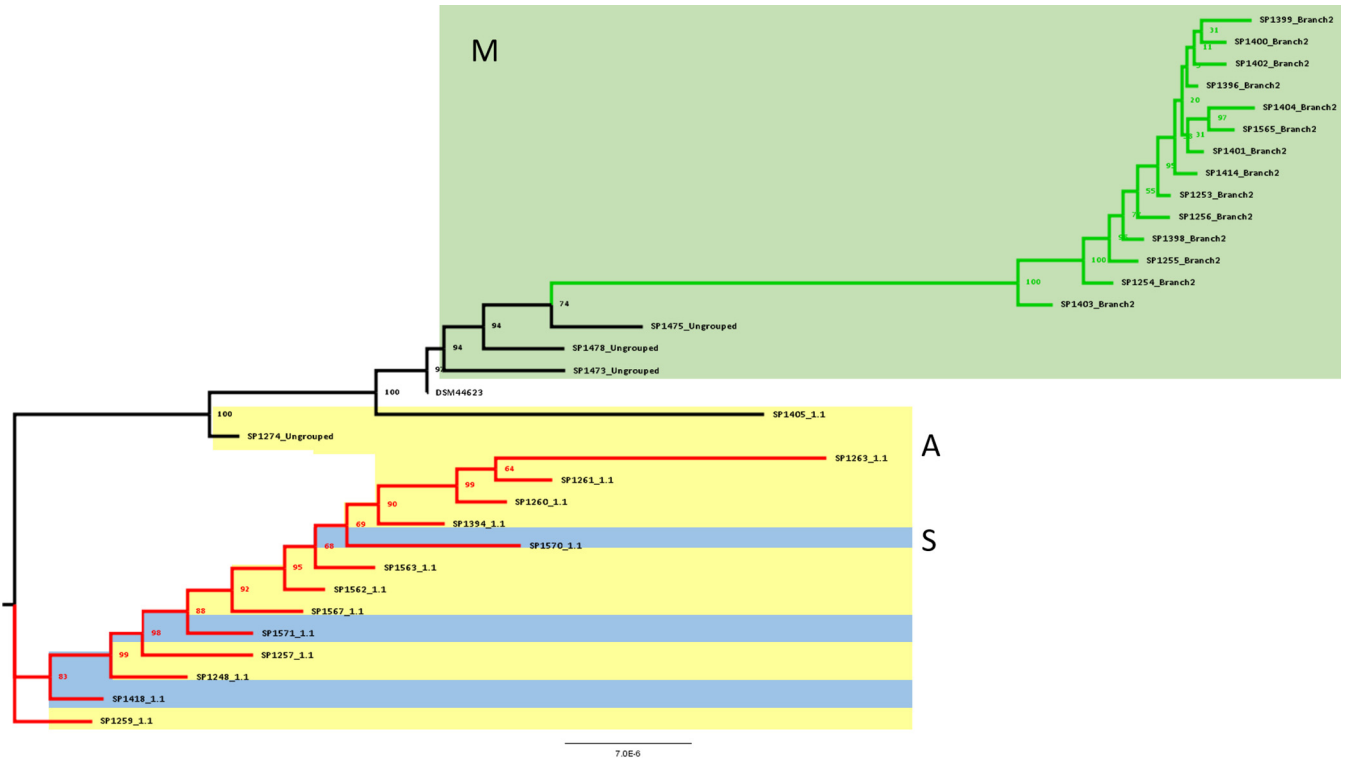 M
SP1399_Branch2
31
SP1400_Branch2
11
SP1402_Branch2
SP1396_Branch2
20
SP1404_Branch2
97
SP1565_Branch2
31
SP1401_Branch2
95
SP1414_Branch2
55
SP1253_Branch2
SP1256_Branch2
SP1398_Branch2
100
SP1255_Branch2
100
SP1254_Branch2
74
SP1403_Branch2
94
SP1475_Ungrouped
94
SP1478_Ungrouped
SP1473_Ungrouped
100
DSM44623
100
SP1405_1.1
SP1274_Ungrouped
A
SP1263_1.1
64
SP1261_1.1
99
SP1260_1.1
90
SP1394_1.1
69
S
68
SP1570_1.1
95
SP1563_1.1
92
SP1562_1.1
88
SP1567_1.1
98
SP1571_1.1
99
SP1257_1.1
83
SP1248_1.1
SP1418_1.1
SP1259_1.1
7.0E-6